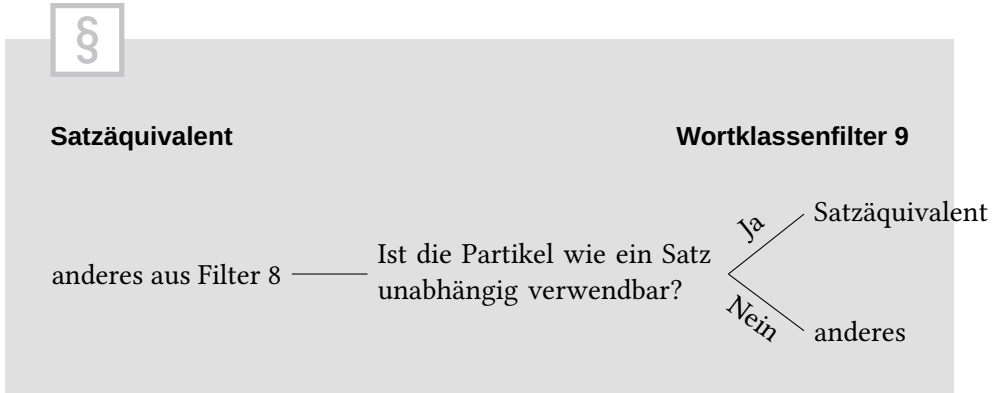 §
Satzäquivalent
Wortklassenfilter 9
anderes aus Filter 8
Ist die Partikel wie ein Satz
unabhängig verwendbar?
Ja
Satzäquivalent
Nein
anderes